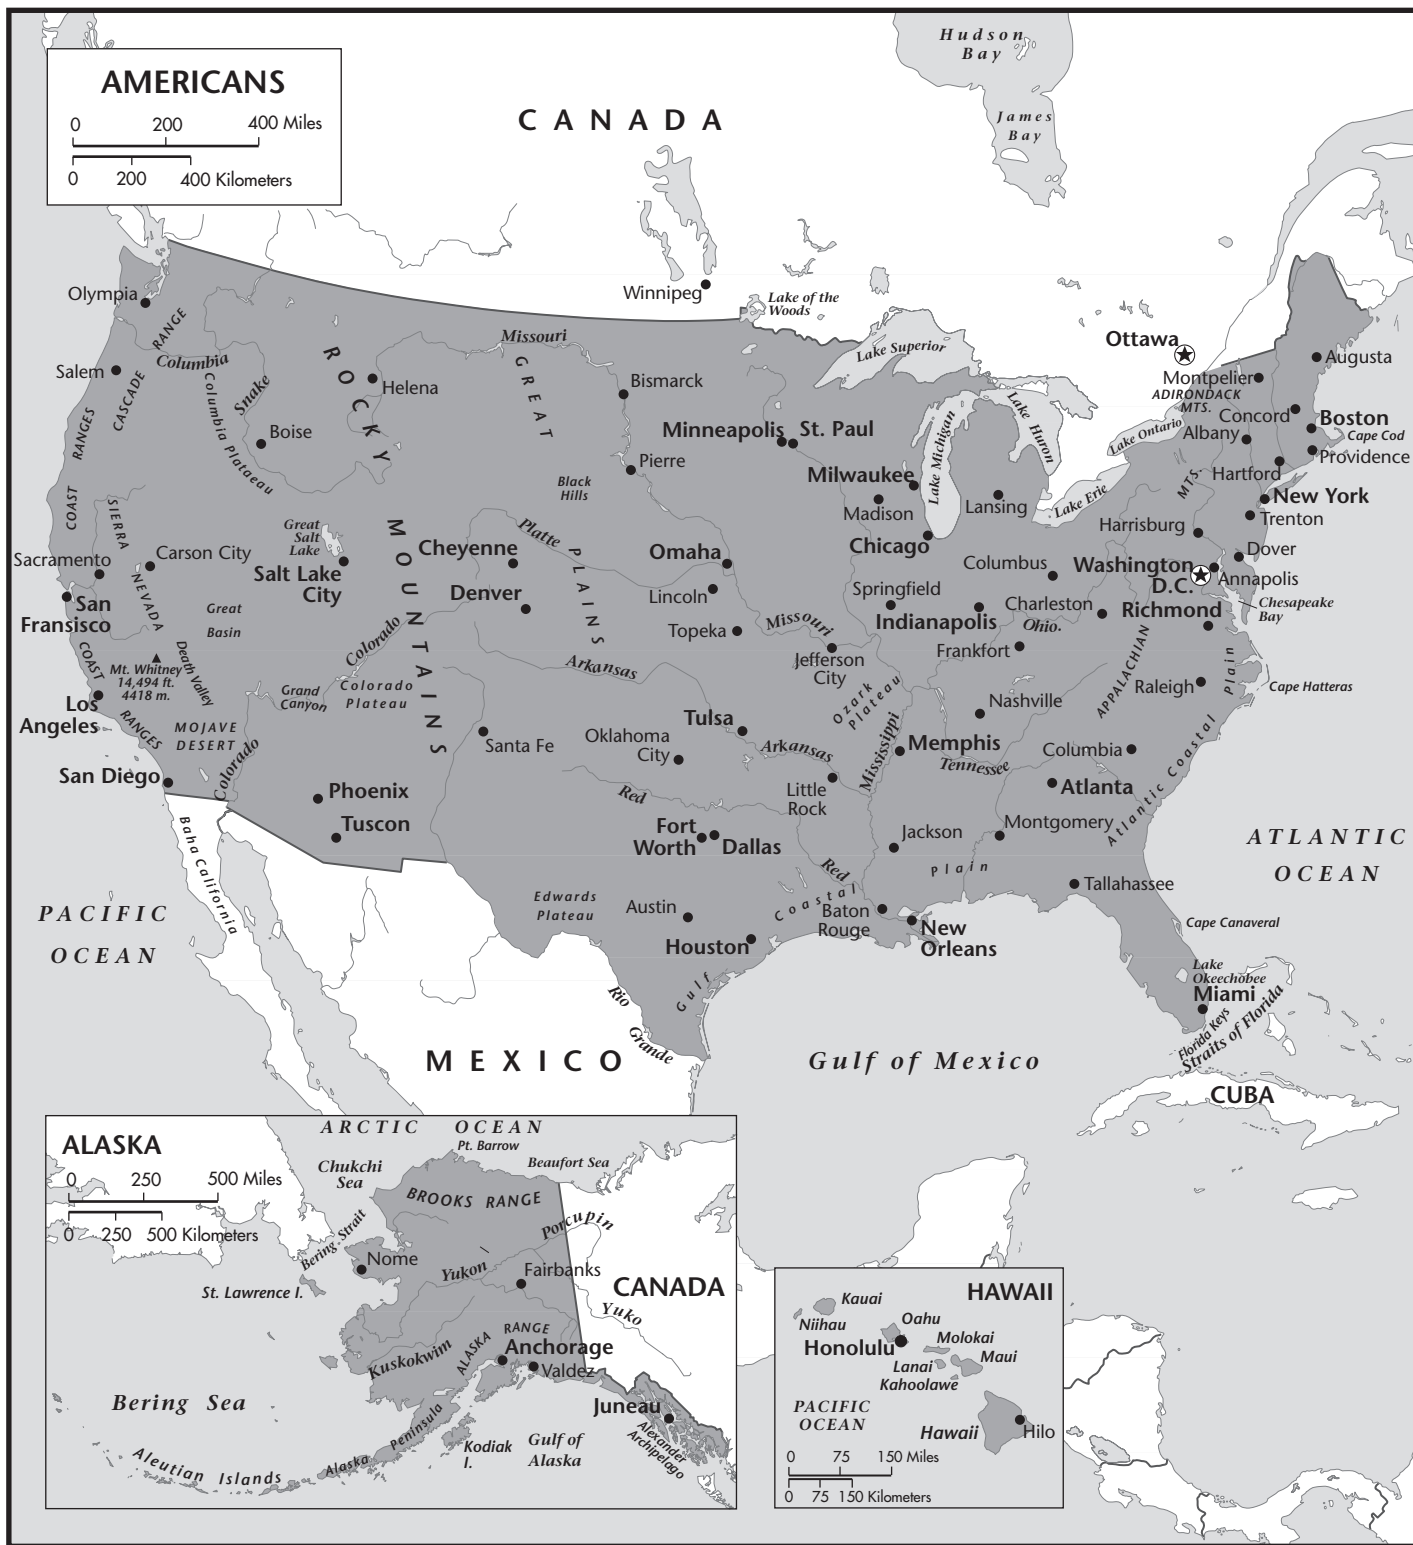 AMERICANS
0 200 400 Miles
0 200 400 Kilometers
CANADA
Hudson
Bay
James
Bay
Olympia
Winnipeg
Lake of the
Woods
Lake Superior
Ottawa
Augusta
Montpelier
ADIRONDACK
MTS.
Concord
Boston
Cape Cod
Albany
Providence
Hartford
Lake Ontario
Lake Huron
Lake Michigan
Lake Erie
MTS.
New York
Trenton
Harrisburg
Dover
Washington
D.C.
Annapolis
Chesapeake
Bay
Richmond
RANGE
CASCADE
Salem
Columbia
Columbia Plateau
Snake
Boise
ROCKY
Helena
Missouri
GREAT
Bismarck
Minneapolis
St. Paul
Pierre
Milwaukee
Madison
Lansing
Black
Hills
RANGES
COAST
SIERRA
NEVADA
Great
Salt
Lake
Salt Lake
City
MOUNTAINS
Cheyenne
Platte
PLAINS
Omaha
Chicago
Columbus
Sacramento
Carson City
San
Fransisco
Great
Basin
Denver
Lincoln
Springfield
Indianapolis
Charleston
Ohio.
Topeka
Missouri
Frankfort
Jefferson
City
COAST
RANGES
Mt. Whitney
14,494 ft.
4418 m.
Death Valley
Colorado
Grand
Canyon
Colorado
Plateau
Arkansas
Ozark
Plateau
APPALACHIAN
Raleigh
Plain
Cape Hatteras
Los
Angeles
MOJAVE
DESERT
Colorado
Santa Fe
Tulsa
Oklahoma
City
Arkansas
Mississippi
Nashville
Memphis
Tennessee
Columbia
Atlantic Coastal
San Diego
Phoenix
Tuscon
Red
Little
Rock
Atlanta
Fort
Worth
Dallas
Jackson
Montgomery
ATLANTIC
OCEAN
Red
Plain
Coastal
Gulf
Tallahassee
Baha California
PACIFIC
OCEAN
Edwards
Plateau
Austin
Baton
Rouge
New
Orleans
Houston
Cape Canaveral
Lake
Okeechobee
Miami
Florida Keys
Straits of Florida
Rio
Grande
MEXICO
Gulf of Mexico
CUBA
ALASKA
0 250 500 Miles
0 250 500 Kilometers
ARCTIC OCEAN
Pt. Barrow
Chukchi
Sea
Beaufort Sea
BROOKS RANGE
Bering Strait
Porcupin
Nome
Yukon
Fairbanks
St. Lawrence I.
CANADA
Yuko
Kuskokwim
ALASKA
RANGE
Anchorage
Valdez
Juneau
Bering Sea
Alaska
Peninsula
Kodiak
I.
Gulf of
Alaska
Alexander
Archipelago
Aleutian Islands
HAWAII
Kauai
Niihau
Oahu
Honolulu
Molokai
Lanai
Maui
Kahoolawe
PACIFIC
OCEAN
Hawaii
Hilo
0 75 150 Miles
0 75 150 Kilometers